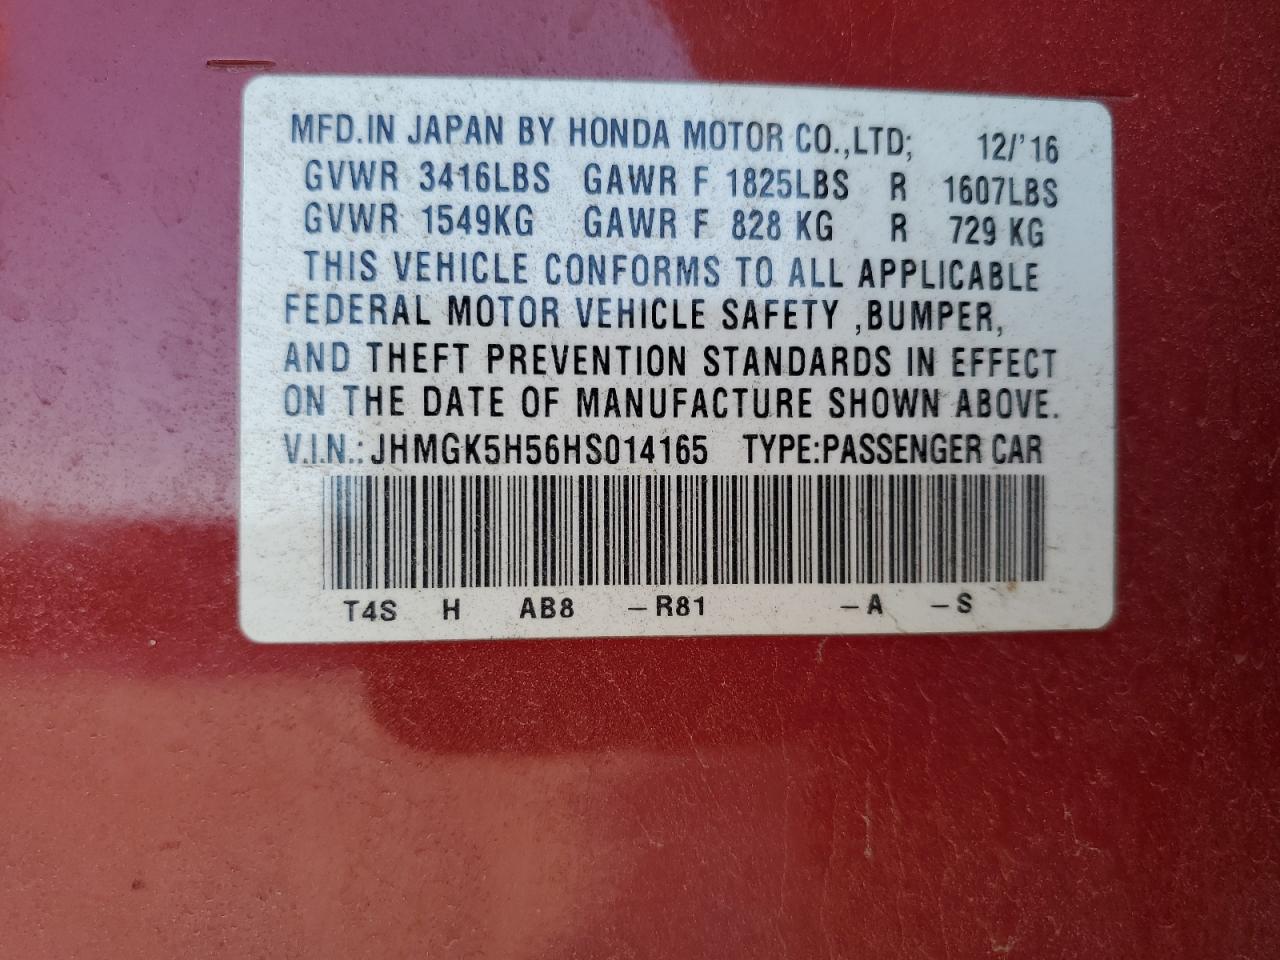 MFD.IN JAPAN BY HONDA MOTOR CO.,LTD; 12/'16
GVWR 3416LBS GAWR F 1825LBS R 1607LBS
GVWR 1549KG GAWR F 828 KG R 729 KG
THIS VEHICLE CONFORMS TO ALL APPLICABLE
FEDERAL MOTOR VEHICLE SAFETY ,BUMPER,
AND THEFT PREVENTION STANDARDS IN EFFECT
ON THE DATE OF MANUFACTURE SHOWN ABOVE.
V.I.N.: JHMGK5H56HS014165 TYPE:PASSENGER CAR
T4S H AB8 -R81 -A -S